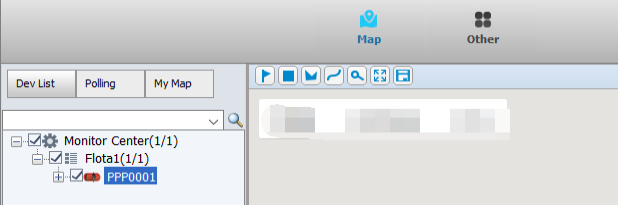 Map
Other
Dev List
Polling
My Map
Monitor Center(1/1)
Flota1(1/1)
PPP0001